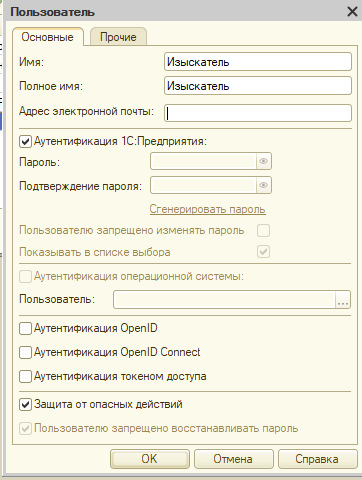 Пользователь
Основные Прочие
Имя: Изыскатель
Полное имя: Изыскатель
Адрес электронной почты:
Аутентификация 1С:Предприятия:
Пароль:
Подтверждение пароля:
Сгенерировать пароль
Пользователю запрещено изменять пароль
Показывать в списке выбора
Аутентификация операционной системы:
Пользователь: ...
Аутентификация OpenID
Аутентификация OpenID Connect
Аутентификация токеном доступа
Защита от опасных действий
Пользователю запрещено восстанавливать пароль
OK Отмена Справка